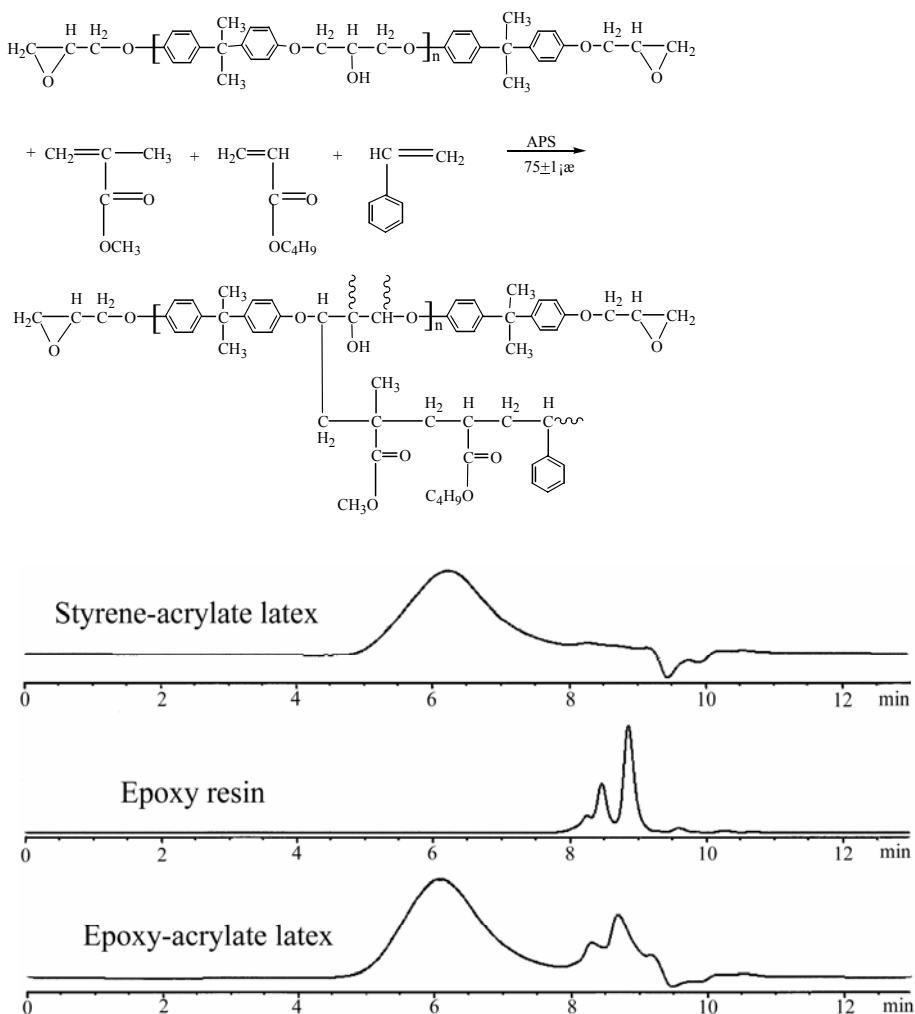 H₂C H C H₂ C O [ CH₃ C CH₃ O H₂ C H C OH H₂ C O ]n CH₃ C CH₃ O H₂ C H C CH₂
O O
+ CH₂ C CH₃ + H₂C CH + HC CH₂ APS
75±1¡æ
C O C O
OCH₃ OC₄H₉
H₂C H C H₂ C O [ CH₃ C CH₃ O H C C OH CH O ]n CH₃ C CH₃ O H₂ C H C CH₂
O O
CH₃ H₂ H H₂ H
C H₂ C C C C C
C O C O
CH₃O C₄H₉O
Styrene-acrylate latex
0 2 4 6 8 10 12 min
Epoxy resin
0 2 4 6 8 10 12 min
Epoxy-acrylate latex
0 2 4 6 8 10 12 min